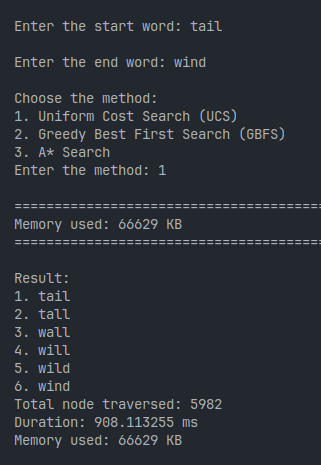 Enter the start word: tail
Enter the end word: wind
Choose the method:
1. Uniform Cost Search (UCS)
2. Greedy Best First Search (GBFS)
3. A* Search
Enter the method: 1
======================================
Memory used: 66629 KB
======================================
Result:
1. tail
2. tall
3. wall
4. will
5. wild
6. wind
Total node traversed: 5982
Duration: 908.113255 ms
Memory used: 66629 KB